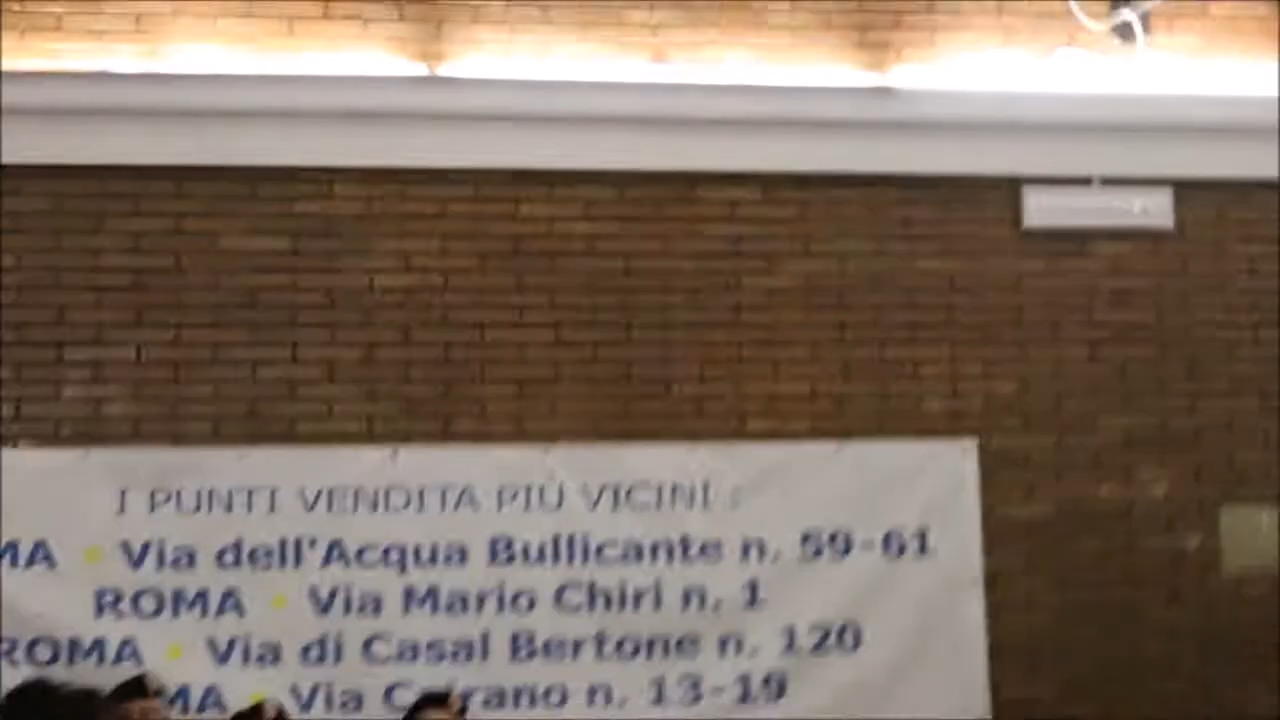 I PUNTI VENDITA PIÙ VICINI :
MA • Via dell'Acqua Bullicante n. 59-61
ROMA • Via Mario Chiri n. 1
ROMA • Via di Casal Bertone n. 120
MA • Via n. 13-19